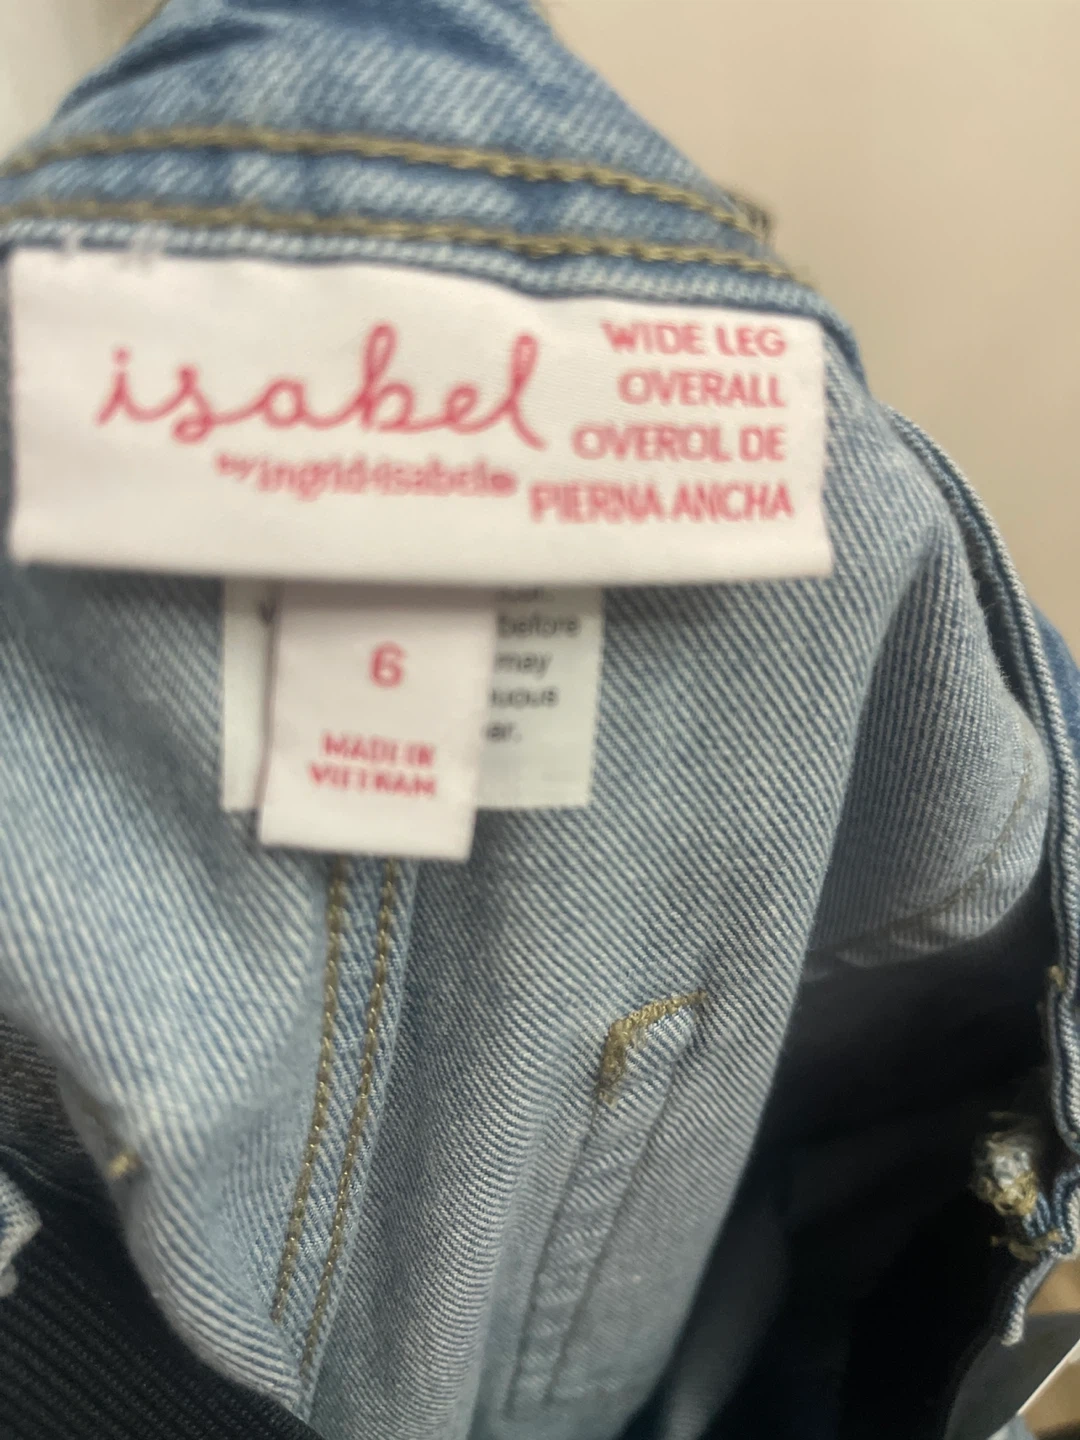 isabel
by ingrid+isabel®
WIDE LEG
OVERALL
OVEROL DE
PIERNA ANCHA
6
MADE IN
VIETNAM
before
may